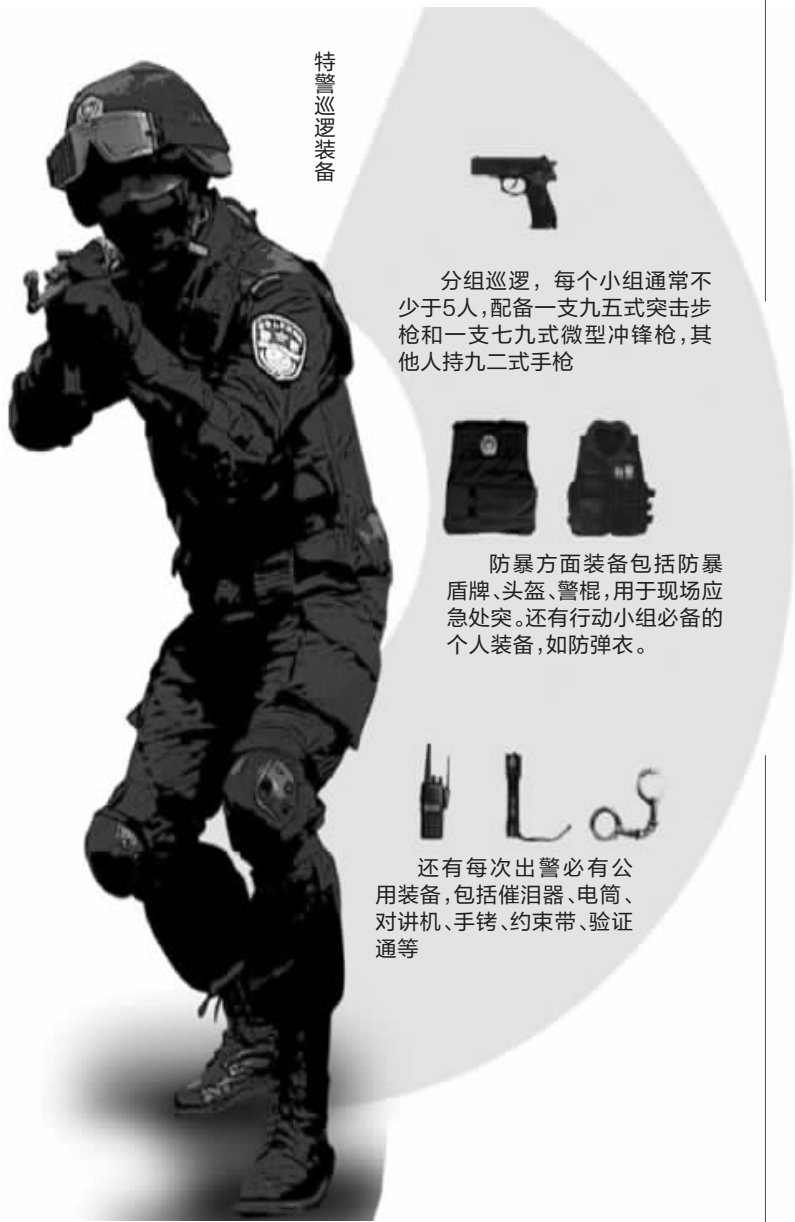 特警巡逻装备
分组巡逻，每个小组通常不
少于5人，配备一支九五式突击步
枪和一支七九式微型冲锋枪，其
他人持九二式手枪
防暴方面装备包括防暴
盾牌、头盔、警棍，用于现场应
急处突。还有行动小组必备的
个人装备，如防弹衣。
还有每次出警必有公
用装备，包括催泪器、电筒、
对讲机、手铐、约束带、验证
通等